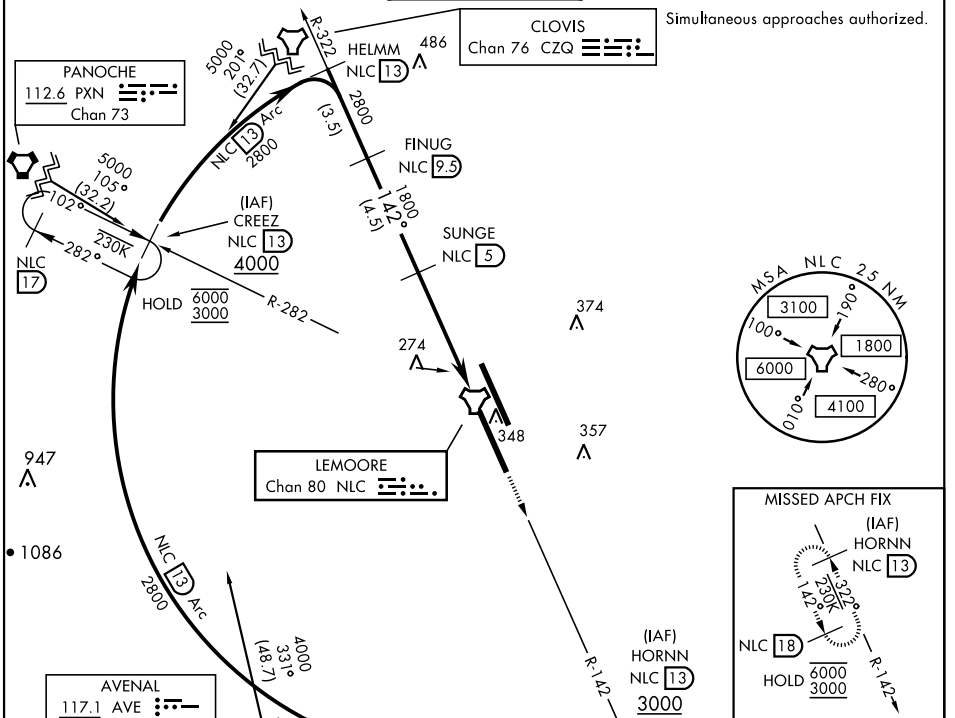 Simultaneous approaches authorized.
CLOVIS
Chan 76 CZQ
R-322
HELMM
NLC 13
486
5000
201°
(32.7)
PANOCHE
112.6 PXN
Chan 73
NLC 13 Arc
2800
2800
(3.5)
FINUG
NLC 9.5
5000
105°
(32.2)
102°
230K
282°
NLC
17
(IAF)
CREEZ
NLC 13
4000
HOLD 6000
3000
R-282
1800
142°
(4.5)
SUNGE
NLC 5
374
274
348
357
MSA NLC 25 NM
3100
190°
100°
1800
6000
280°
010°
4100
947
LEMOORE
Chan 80 NLC
1086
NLC 13 Arc
2800
4000
331°
(48.7)
AVENAL
117.1 AVE
R-142
(IAF)
HORNN
NLC 13
3000
MISSED APCH FIX
(IAF)
HORNN
NLC 13
322°
230K
142°
NLC 18
HOLD 6000
3000
R-142